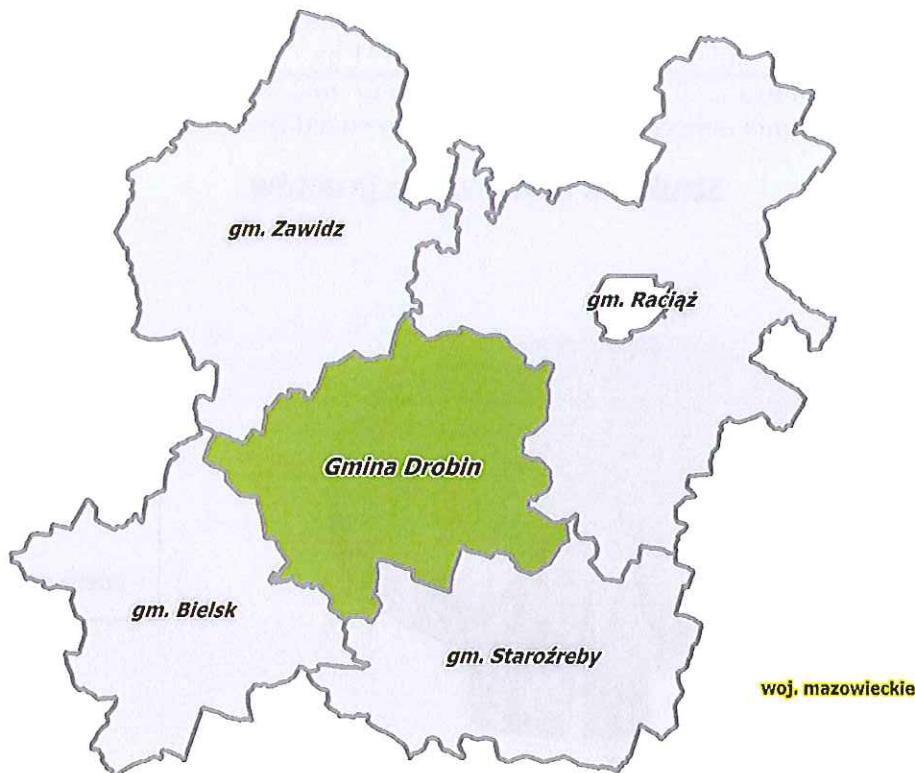 gm. Zawidz
gm. Raciąż
Gmina Drobin
gm. Bielsk
gm. Staroźreby
woj. mazowieckie